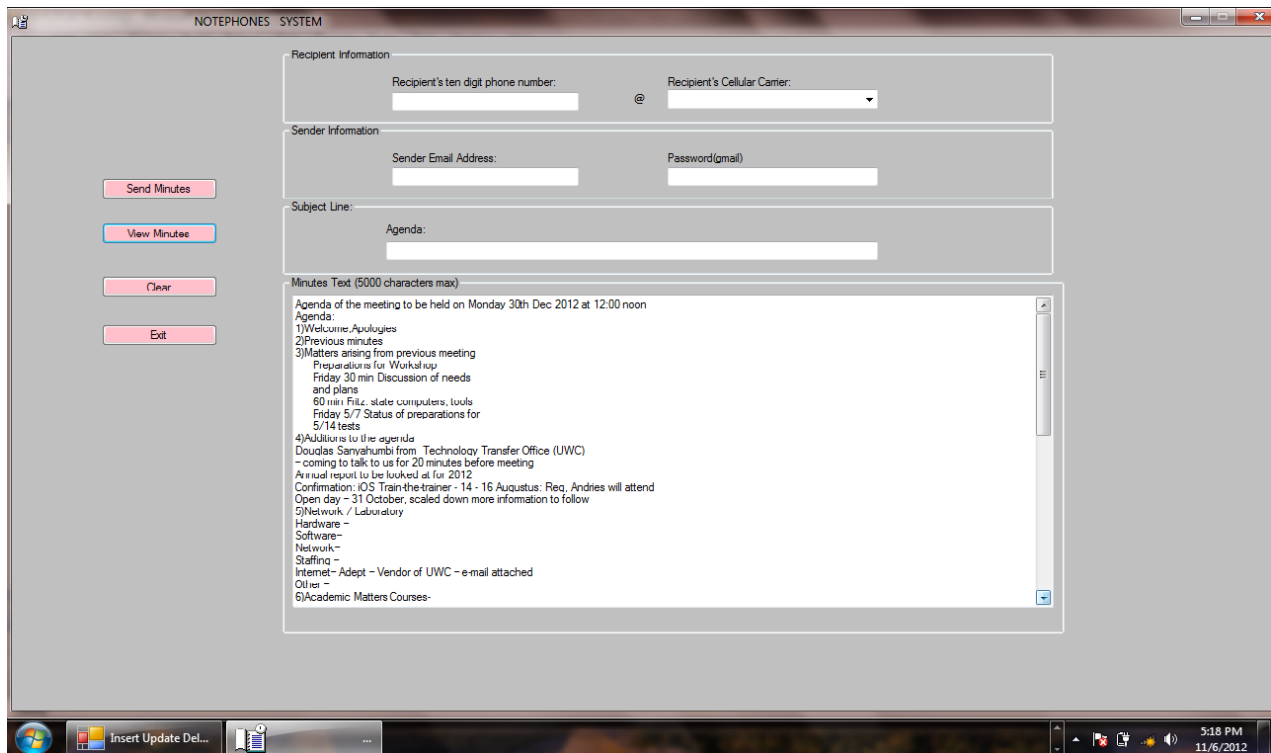 NOTEPHONES SYSTEM
Recipient Information
Recipient's ten digit phone number:
@
Recipient's Cellular Carrier:
Sender Information
Sender Email Address:
Password(gmail)
Send Minutes
View Minutes
Clear
Exit
Subject Line:
Agenda:
Minutes Text (5000 characters max)
Agenda of the meeting to be held on Monday 30th Dec 2012 at 12:00 noon
Agenda:
1)Welcome,Apologies
2)Previous minutes
3)Matters arising from previous meeting
Preparations for Workshop
Friday 30 min Discussion of needs
and plans
60 min Fritz: state computers, tools
Friday 5/7 Status of preparations for
5/14 tests
4)Additions to the agenda
Douglas Sanyahumbi from Technology Transfer Office (UWC)
– coming to talk to us for 20 minutes before meeting
Annual report to be looked at for 2012
Confirmation: iOS Train-the-trainer - 14 - 16 Augustus: Reg, Andries will attend
Open day – 31 October, scaled down more information to follow
5)Network / Laboratory
Hardware –
Software–
Network–
Staffing –
Internet– Adept – Vendor of UWC – e-mail attached
Other –
6)Academic Matters Courses-
Insert Update Del...
...
5:18 PM
11/6/2012